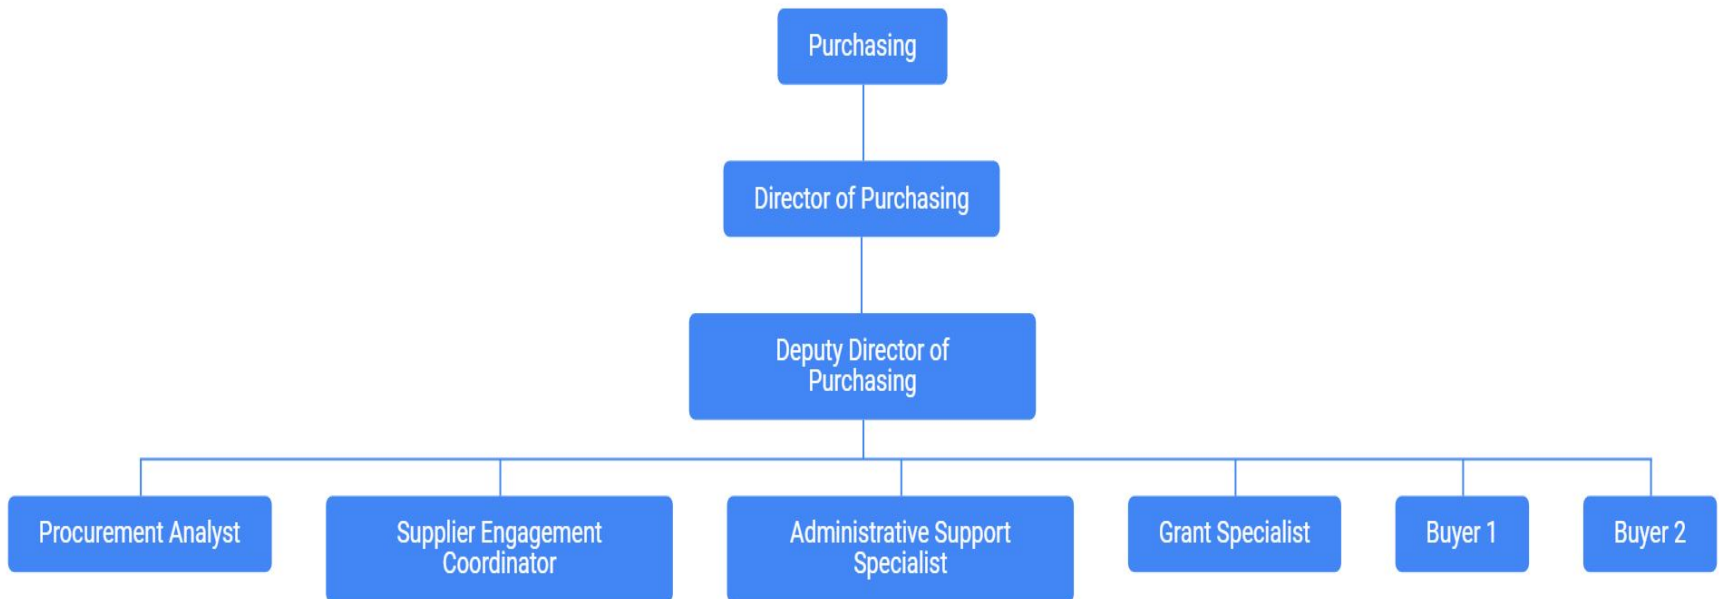 Purchasing
Director of Purchasing
Deputy Director of
Purchasing
Procurement Analyst
Supplier Engagement
Coordinator
Administrative Support
Specialist
Grant Specialist
Buyer 1
Buyer 2